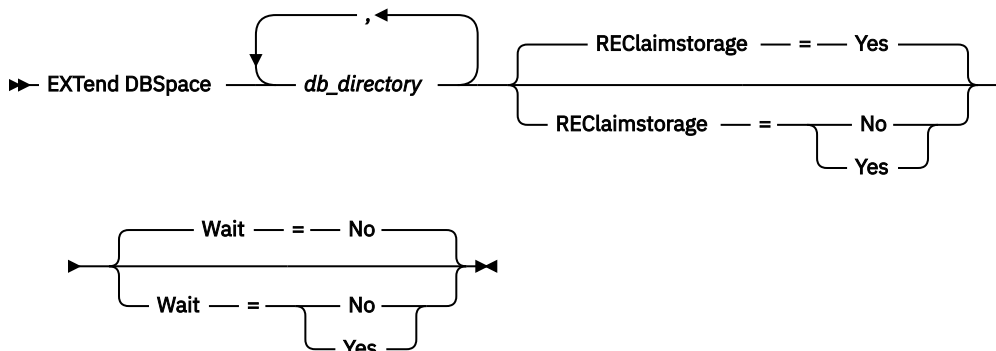 ,
REClaimstorage = Yes
EXTend DBSpace db_directory
REClaimstorage = No
Yes
Wait = No
Wait = No
Yes